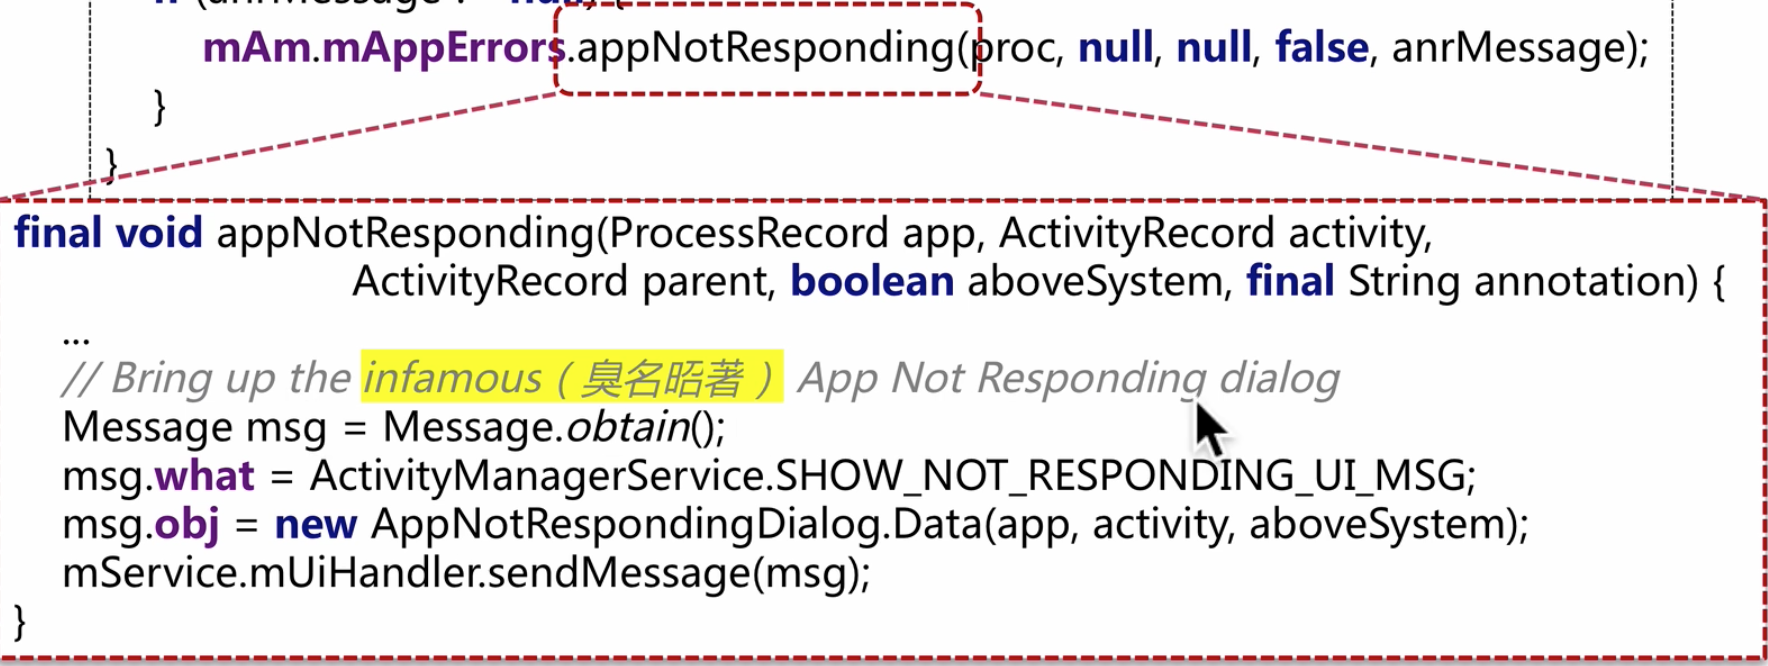 mAm.mAppErrors.appNotResponding(proc, null, null, false, anrMessage);
}
}
final void appNotResponding(ProcessRecord app, ActivityRecord activity,
ActivityRecord parent, boolean aboveSystem, final String annotation) {
...
// Bring up the infamous（臭名昭著） App Not Responding dialog
Message msg = Message.obtain();
msg.what = ActivityManagerService.SHOW_NOT_RESPONDING_UI_MSG;
msg.obj = new AppNotRespondingDialog.Data(app, activity, aboveSystem);
mService.mUiHandler.sendMessage(msg);
}